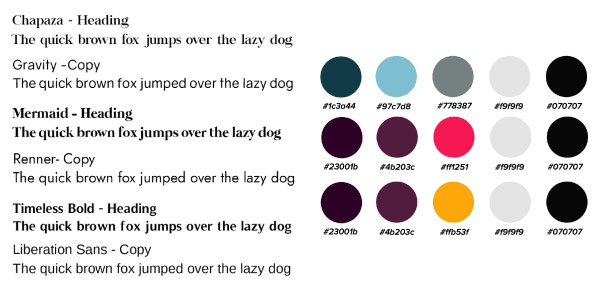 Chapaza - Heading
The quick brown fox jumps over the lazy dog
Gravity -Copy
The quick brown fox jumped over the lazy dog
Mermaid - Heading
The quick brown fox jumps over the lazy dog
Renner- Copy
The quick brown fox jumped over the lazy dog
Timeless Bold - Heading
The quick brown fox jumps over the lazy dog
Liberation Sans - Copy
The quick brown fox jumped over the lazy dog
#1c3a44 #97c7d8 #778387 #f9f9f9 #070707
#23001b #4b203c #ff1251 #f9f9f9 #070707
#23001b #4b203c #ffb53f #f9f9f9 #070707